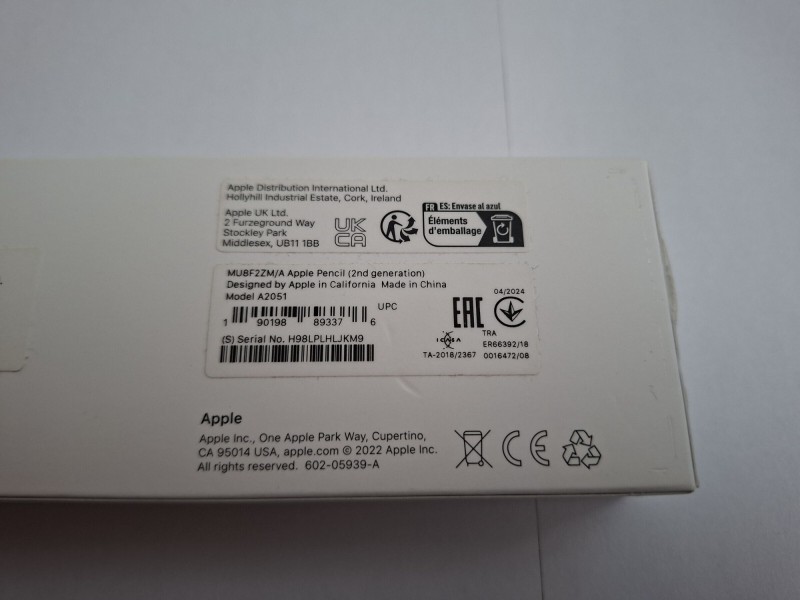 Apple Distribution International Ltd.
Hollyhill Industrial Estate, Cork, Ireland
Apple UK Ltd.
2 Furzeground Way
Stockley Park
Middlesex, UB11 1BB
UK
CA
FR ES: Envase al azul
Éléments
d'emballage
MU8F2ZM/A Apple Pencil (2nd generation)
Designed by Apple in California Made in China
Model A2051
UPC
1 90198 89337 6
(S) Serial No. H98LPLHLJKM9
EAC
04/2024
ICASA
TA-2018/2367
TRA
ER66392/18
0016472/08
Apple
Apple Inc., One Apple Park Way, Cupertino,
CA 95014 USA, apple.com © 2022 Apple Inc.
All rights reserved. 602-05939-A
CE